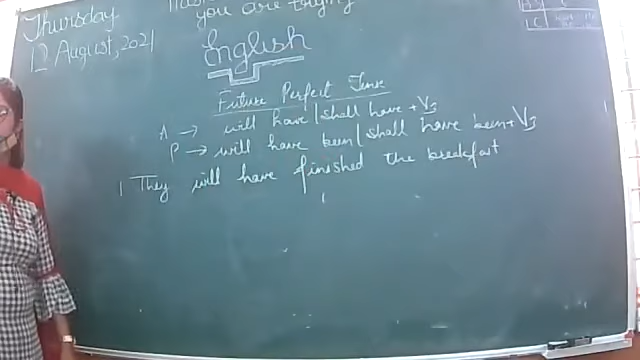 you are trying
Thursday
12 August, 2021
English
Future Perfect Tense
A → will have / shall have + V3
P → will have been / shall have been + V3
1 They will have finished the breakfast